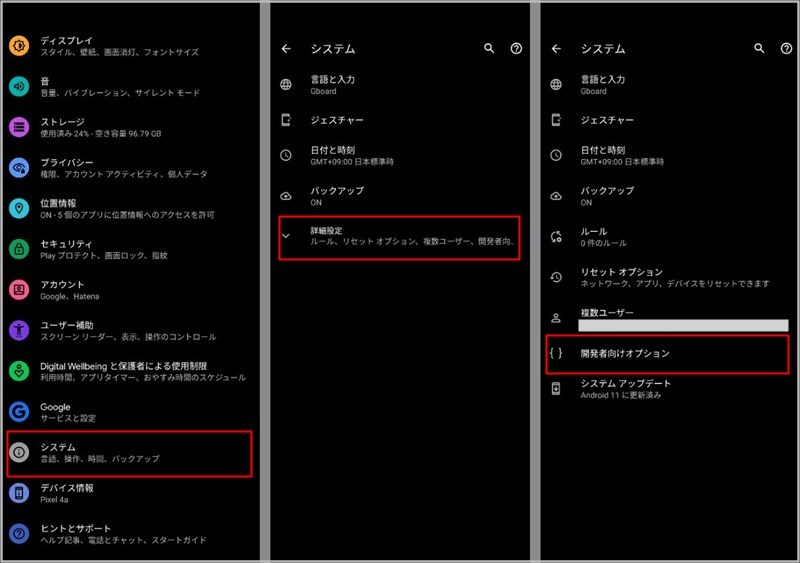 ディスプレイ
スタイル、壁紙、画面消灯、フォントサイズ
音
音量、バイブレーション、サイレント モード
ストレージ
使用済み 24% - 空き容量 96.79 GB
プライバシー
権限、アカウント アクティビティ、個人データ
位置情報
ON - 5 個のアプリに位置情報へのアクセスを許可
セキュリティ
Play プロテクト、画面ロック、指紋
アカウント
Google、Hatena
ユーザー補助
スクリーン リーダー、表示、操作のコントロール
Digital Wellbeing と保護者による使用制限
利用時間、アプリタイマー、おやすみ時間のスケジュール
Google
サービスと設定
システム
言語、操作、時間、バックアップ
デバイス情報
Pixel 4a
ヒントとサポート
ヘルプ記事、電話とチャット、スタートガイド
システム
言語と入力
Gboard
ジェスチャー
日付と時刻
GMT+09:00 日本標準時
バックアップ
ON
詳細設定
ルール、リセット オプション、複数ユーザー、開発者向..
システム
言語と入力
Gboard
ジェスチャー
日付と時刻
GMT+09:00 日本標準時
バックアップ
ON
ルール
0 件のルール
リセット オプション
ネットワーク、アプリ、デバイスをリセットできます
複数ユーザー
開発者向けオプション
システム アップデート
Android 11 に更新済み